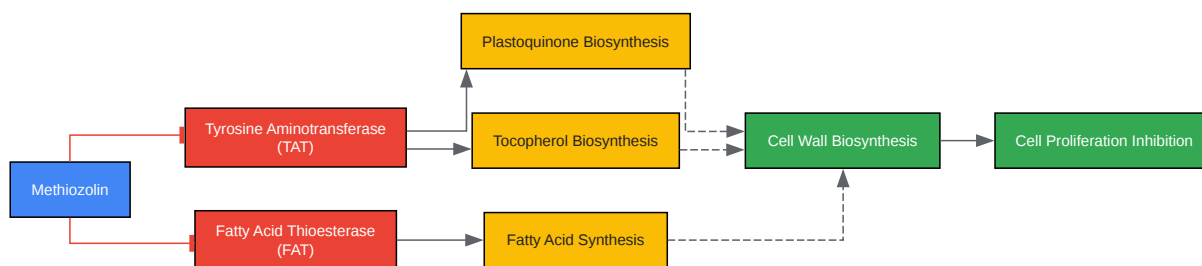 Plastoquinone Biosynthesis
Tyrosine Aminotransferase
(TAT)
Tocopherol Biosynthesis
Cell Wall Biosynthesis
Cell Proliferation Inhibition
Methiozolin
Fatty Acid Thioesterase
(FAT)
Fatty Acid Synthesis